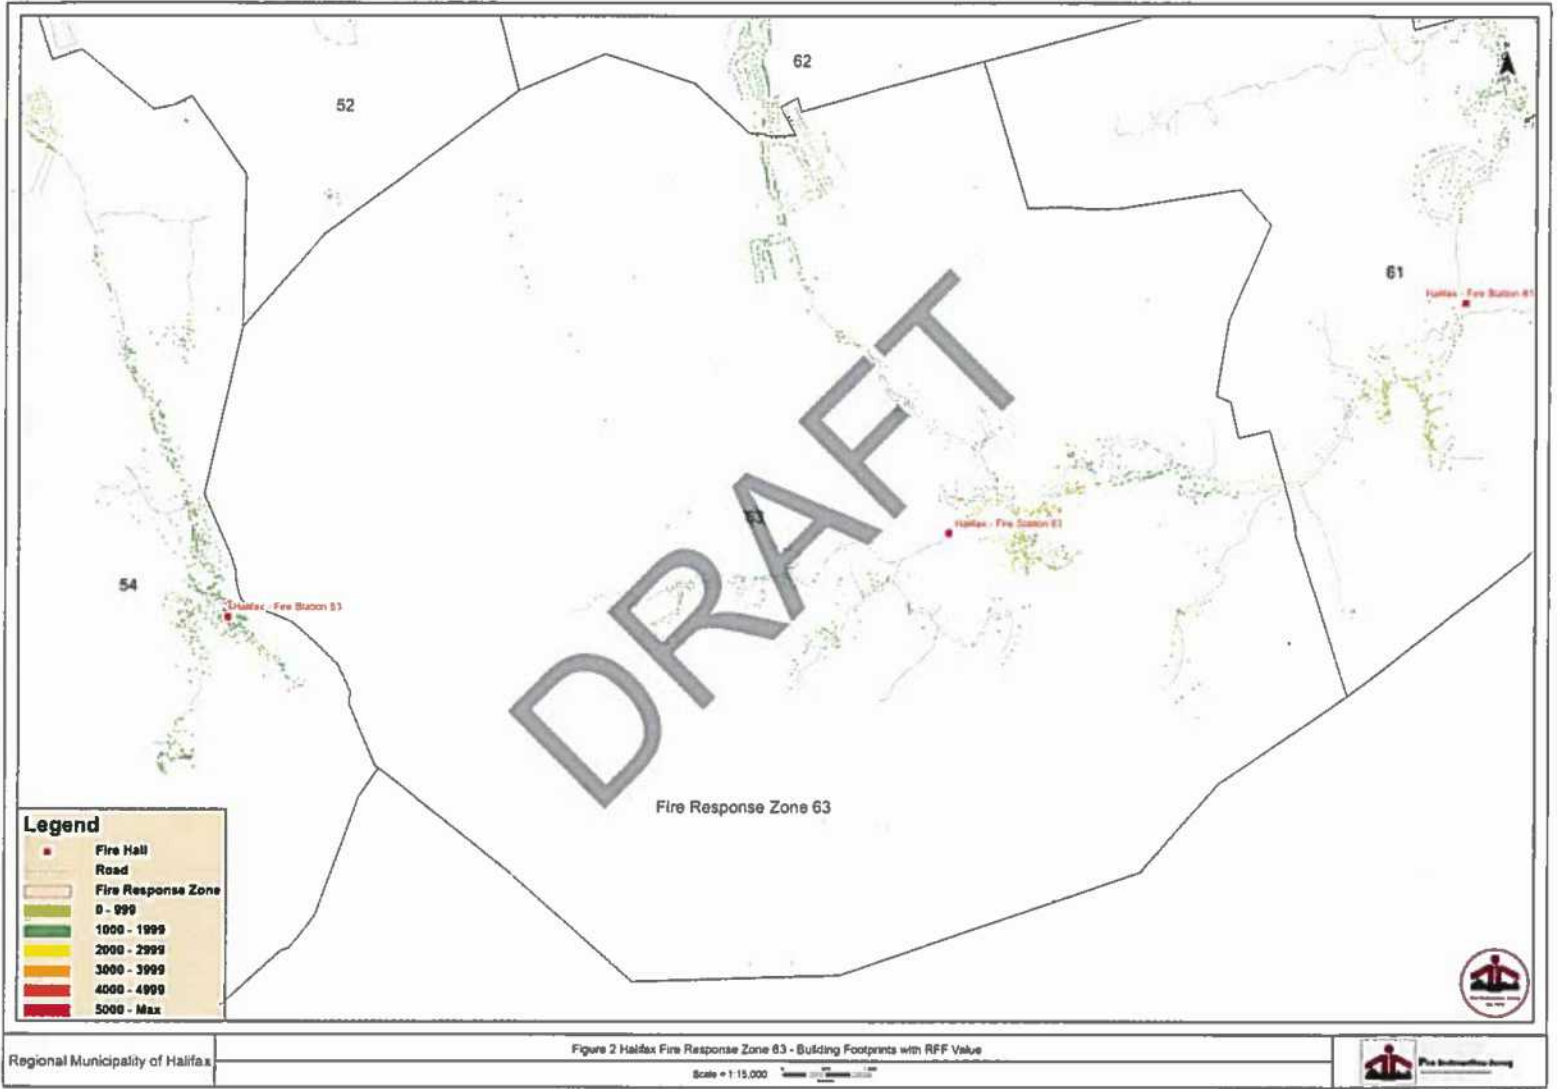 62
52
61
Halifax - Fire Station 61
DRAFT
63
Halifax - Fire Station 63
54
Halifax - Fire Station 53
Fire Response Zone 63
Legend
Fire Hall
Road
Fire Response Zone
0 - 999
1000 - 1999
2000 - 2999
3000 - 3999
4000 - 4999
5000 - Max
Regional Municipality of Halifax
Figure 2 Halifax Fire Response Zone 63 - Building Footprints with RFF Value
Scale = 1:15,000
Fire Underwriters Survey